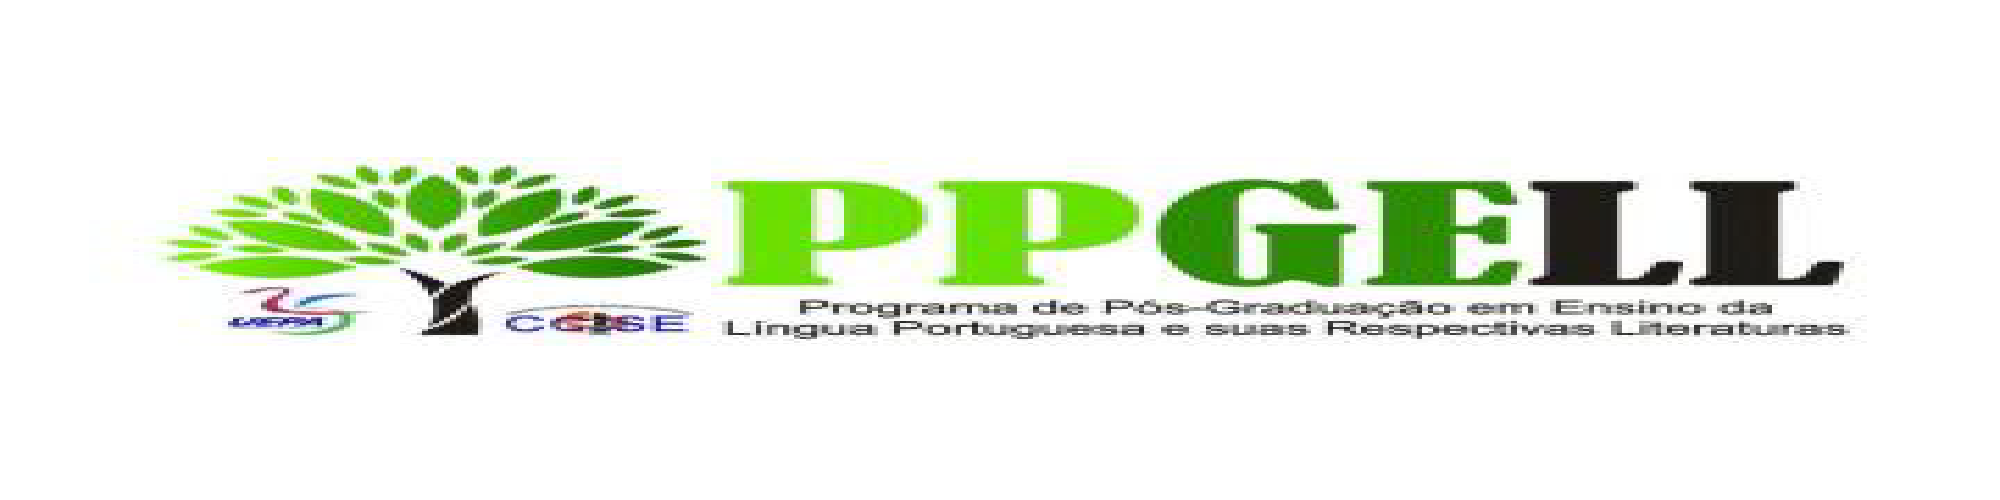 PPGELL
Programa de Pós-Graduação em Ensino da
Língua Portuguesa e suas Respectivas Literaturas